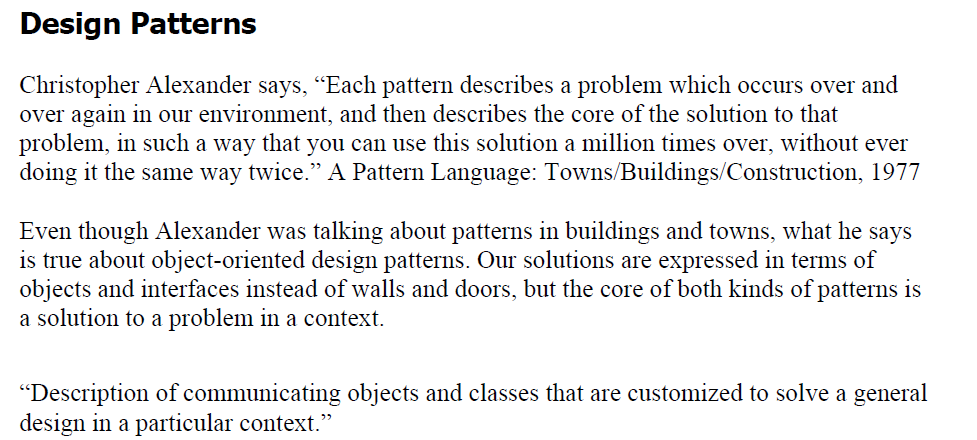 Design Patterns
Christopher Alexander says, “Each pattern describes a problem which occurs over and
over again in our environment, and then describes the core of the solution to that
problem, in such a way that you can use this solution a million times over, without ever
doing it the same way twice.” A Pattern Language: Towns/Buildings/Construction, 1977
Even though Alexander was talking about patterns in buildings and towns, what he says
is true about object-oriented design patterns. Our solutions are expressed in terms of
objects and interfaces instead of walls and doors, but the core of both kinds of patterns is
a solution to a problem in a context.
“Description of communicating objects and classes that are customized to solve a general
design in a particular context.”